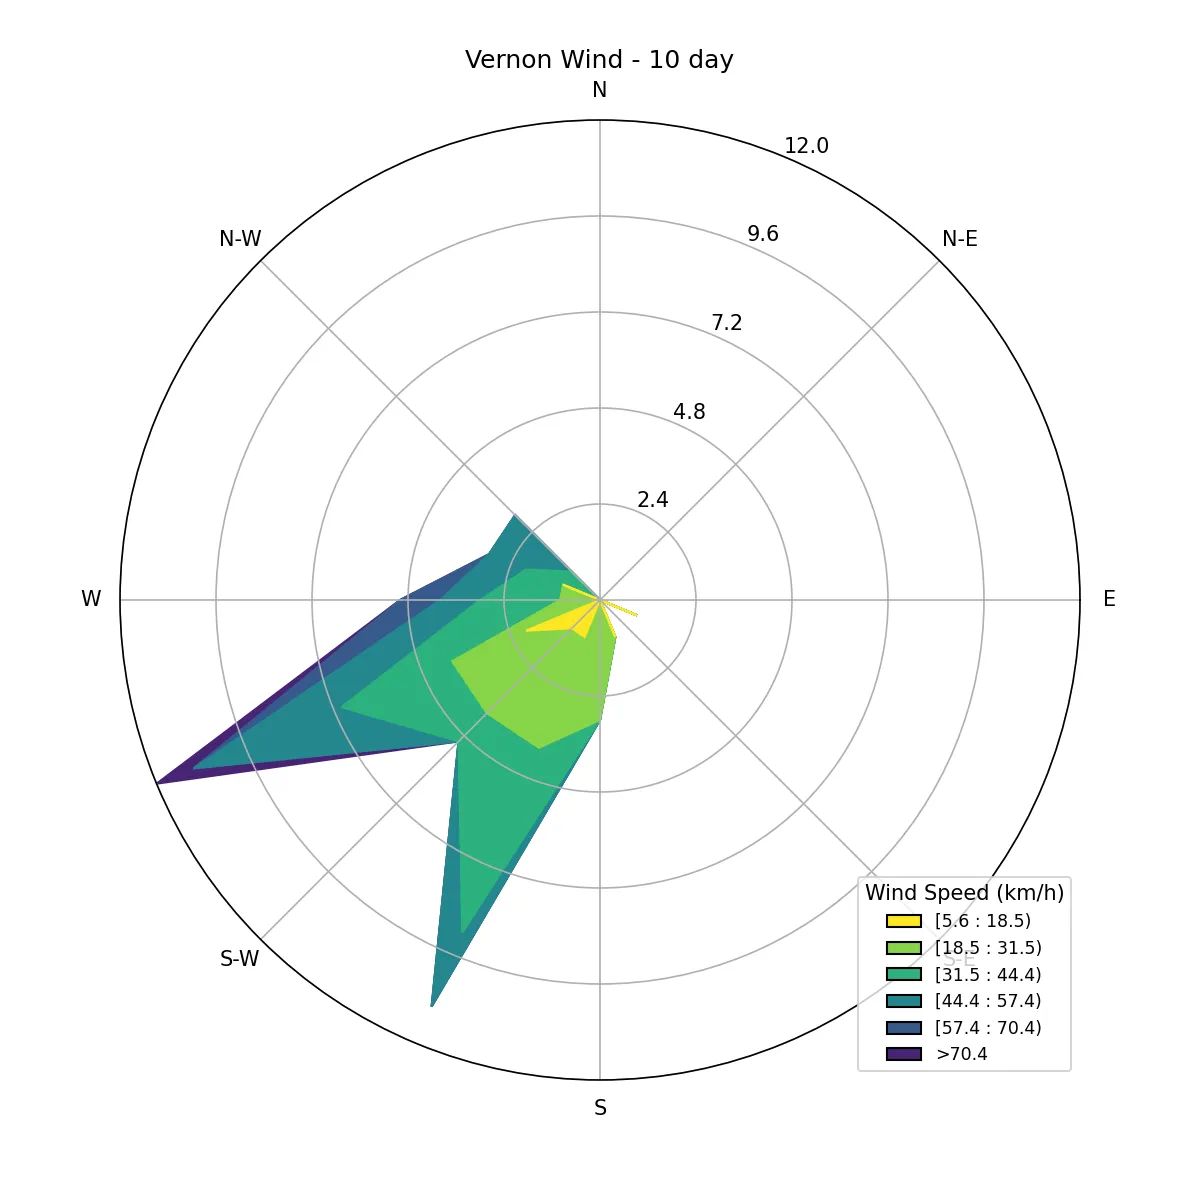 Vernon Wind - 10 day
N
12.0
N-W
9.6
N-E
7.2
4.8
2.4
W
E
S-W
S-E
S
Wind Speed (km/h)
[5.6 : 18.5)
[18.5 : 31.5)
[31.5 : 44.4)
[44.4 : 57.4)
[57.4 : 70.4)
>70.4